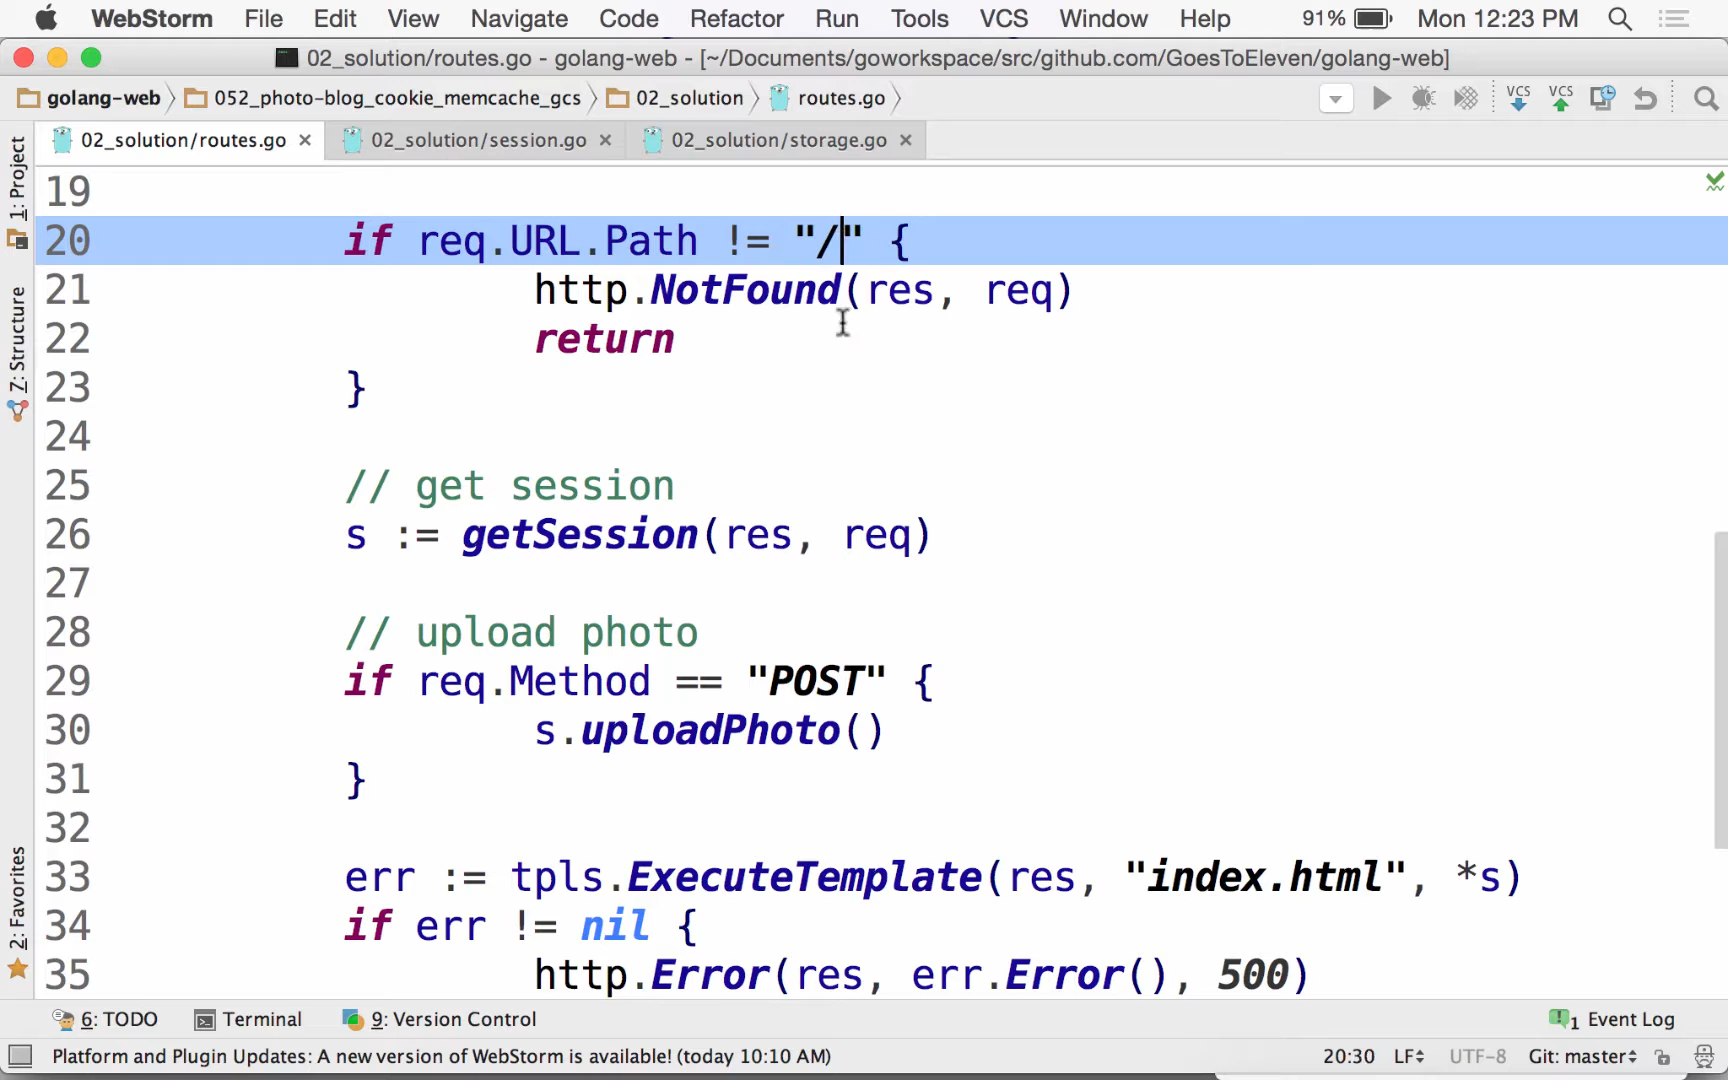 WebStorm File Edit View Navigate Code Refactor Run Tools VCS Window Help 91% Mon 12:23 PM
02_solution/routes.go - golang-web - [~/Documents/goworkspace/src/github.com/GoesToEleven/golang-web]
golang-web 052_photo-blog_cookie_memcache_gcs 02_solution routes.go VCS VCS
02_solution/routes.go 02_solution/session.go 02_solution/storage.go
1: Project
7: Structure
2: Favorites
19
20 if req.URL.Path != "/" {
21 http.NotFound(res, req)
22 return
23 }
24
25 // get session
26 s := getSession(res, req)
27
28 // upload photo
29 if req.Method == "POST" {
30 s.uploadPhoto()
31 }
32
33 err := tpls.ExecuteTemplate(res, "index.html", *s)
34 if err != nil {
35 http.Error(res, err.Error(), 500)
6: TODO Terminal 9: Version Control 1 Event Log
Platform and Plugin Updates: A new version of WebStorm is available! (today 10:10 AM) 20:30 LF UTF-8 Git: master